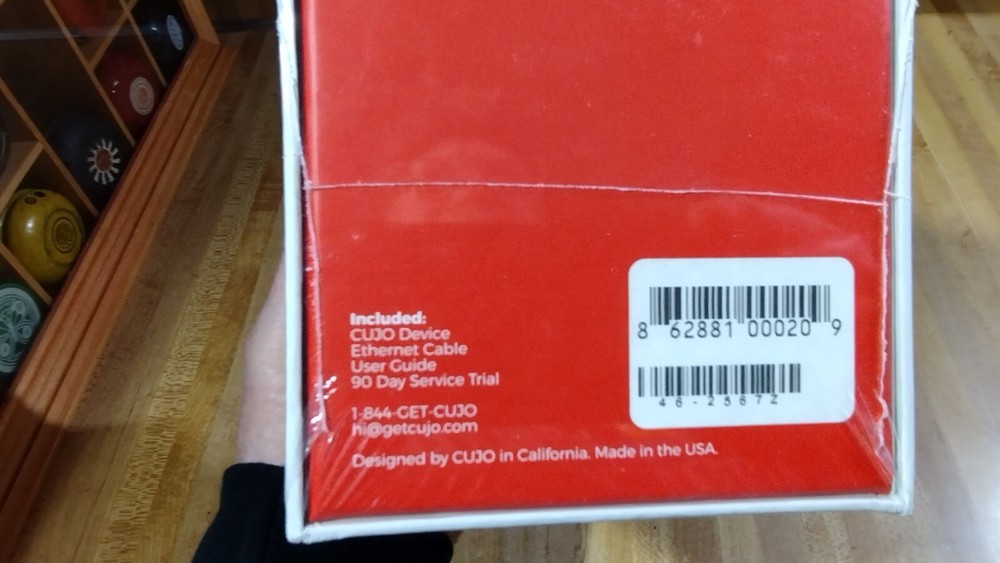 Included:
CUJO Device
Ethernet Cable
User Guide
90 Day Service Trial
1-844-GET-CUJO
hi@getcujo.com
Designed by CUJO in California. Made in the USA.
8 62881 00020 9
46-2567Z